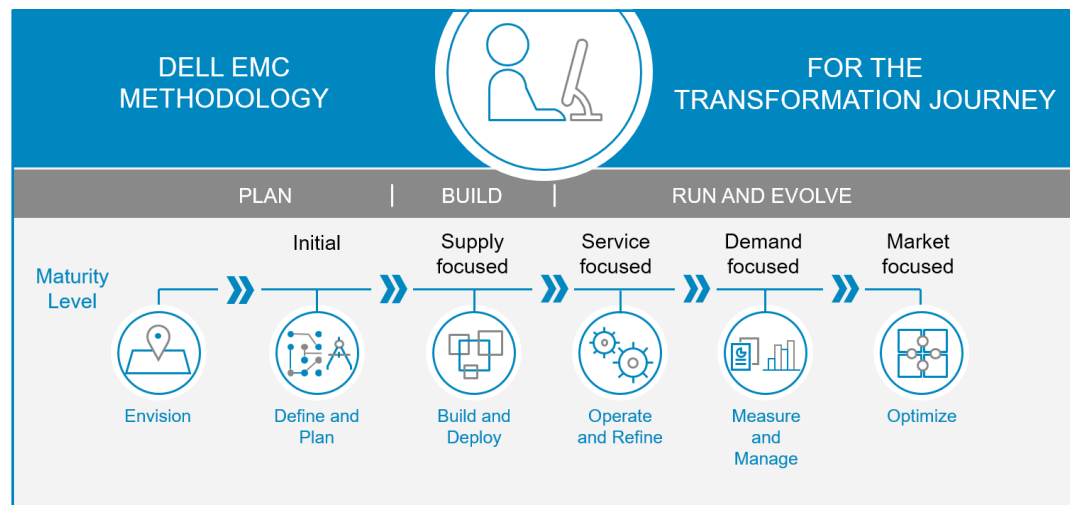 DELL EMC
METHODOLOGY
FOR THE
TRANSFORMATION JOURNEY
PLAN | BUILD | RUN AND EVOLVE
Maturity
Level
Initial
Supply
focused
Service
focused
Demand
focused
Market
focused
Envision
Define and
Plan
Build and
Deploy
Operate
and Refine
Measure
and
Manage
Optimize